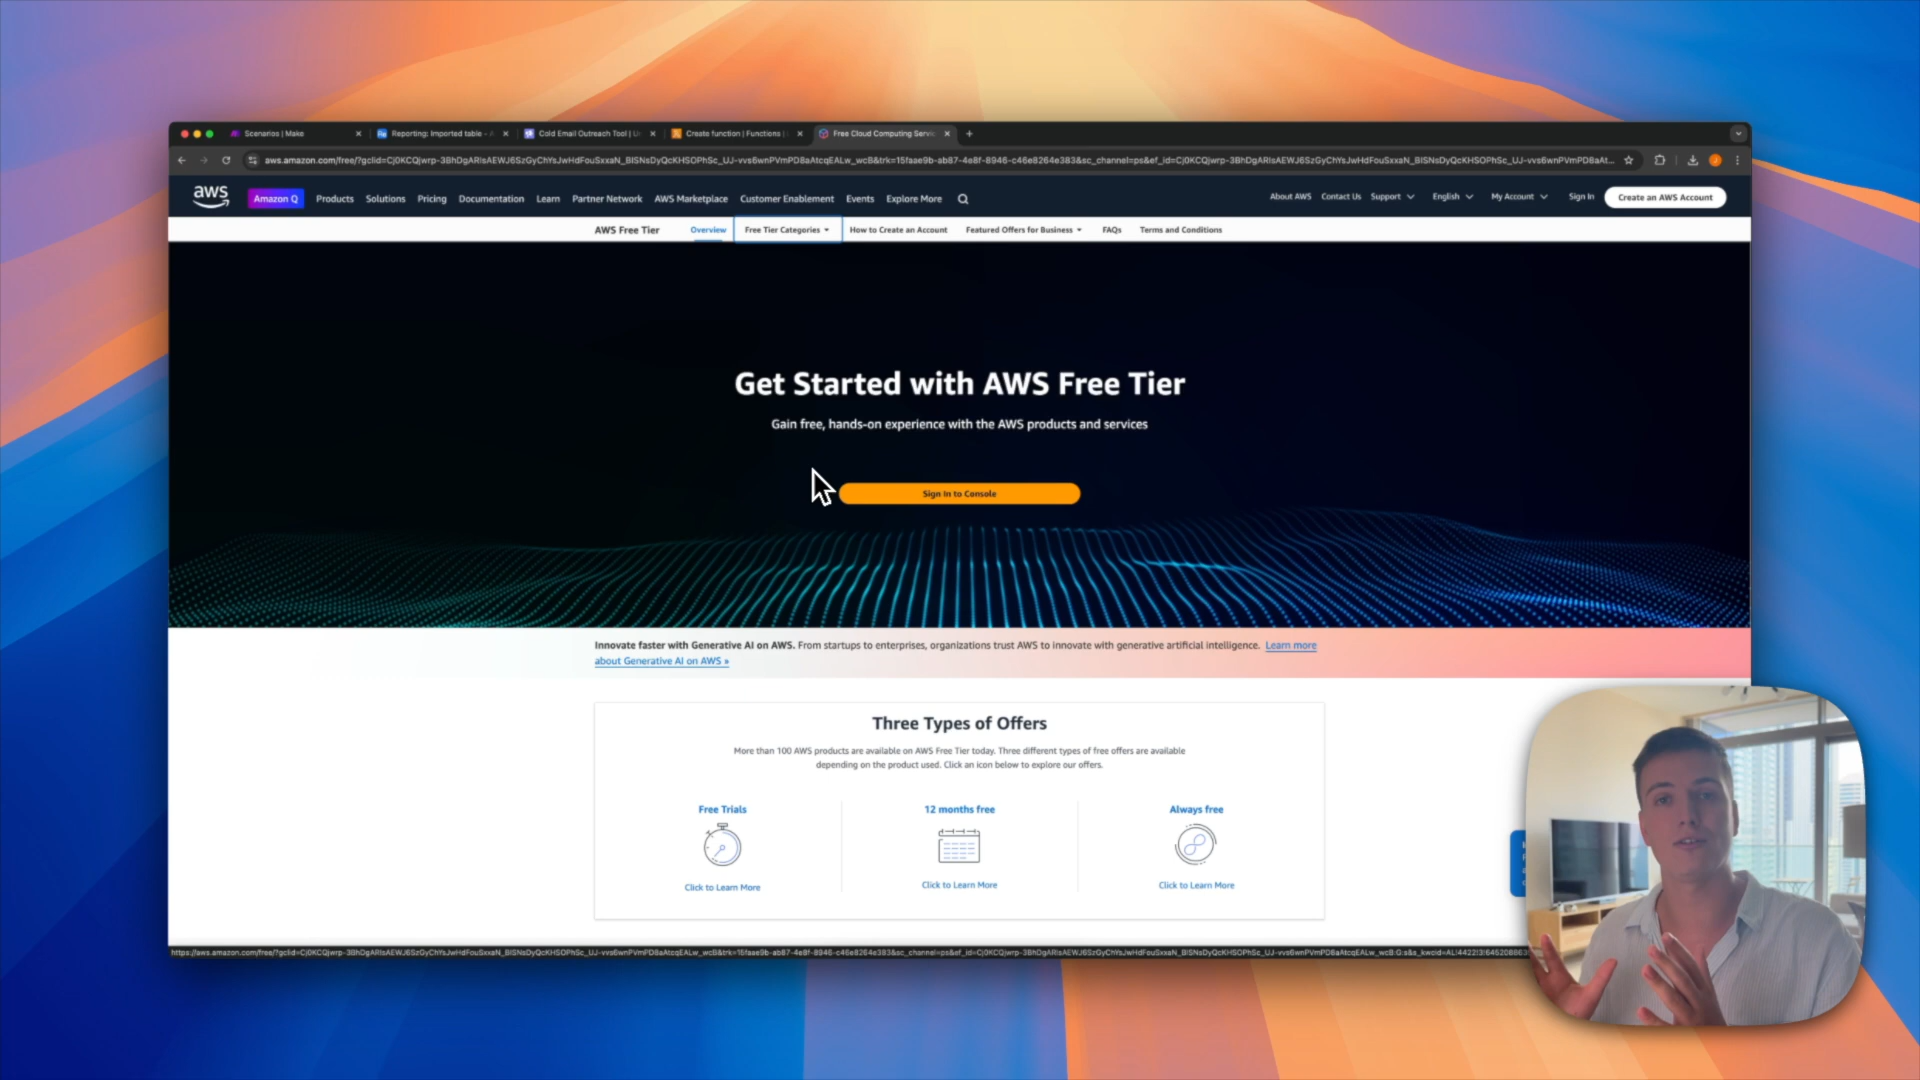 Scenarios | Make
Reporting: Imported table - A
Cold Email Outreach Tool | U
Create function | Functions |
Free Cloud Computing Servic
aws
Amazon Q
Products
Solutions
Pricing
Documentation
Learn
Partner Network
AWS Marketplace
Customer Enablement
Events
Explore More
About AWS
Contact Us
Support
English
My Account
Sign In
Create an AWS Account
AWS Free Tier
Overview
Free Tier Categories
How to Create an Account
Featured Offers for Business
FAQs
Terms and Conditions
Get Started with AWS Free Tier
Gain free, hands-on experience with the AWS products and services
Sign In to Console
Innovate faster with Generative AI on AWS. From startups to enterprises, organizations trust AWS to innovate with generative artificial intelligence. Learn more
about Generative AI on AWS »
Three Types of Offers
More than 100 AWS products are available on AWS Free Tier today. Three different types of free offers are available
depending on the product used. Click an icon below to explore our offers.
Free Trials
12 months free
Always free
Click to Learn More
Click to Learn More
Click to Learn More